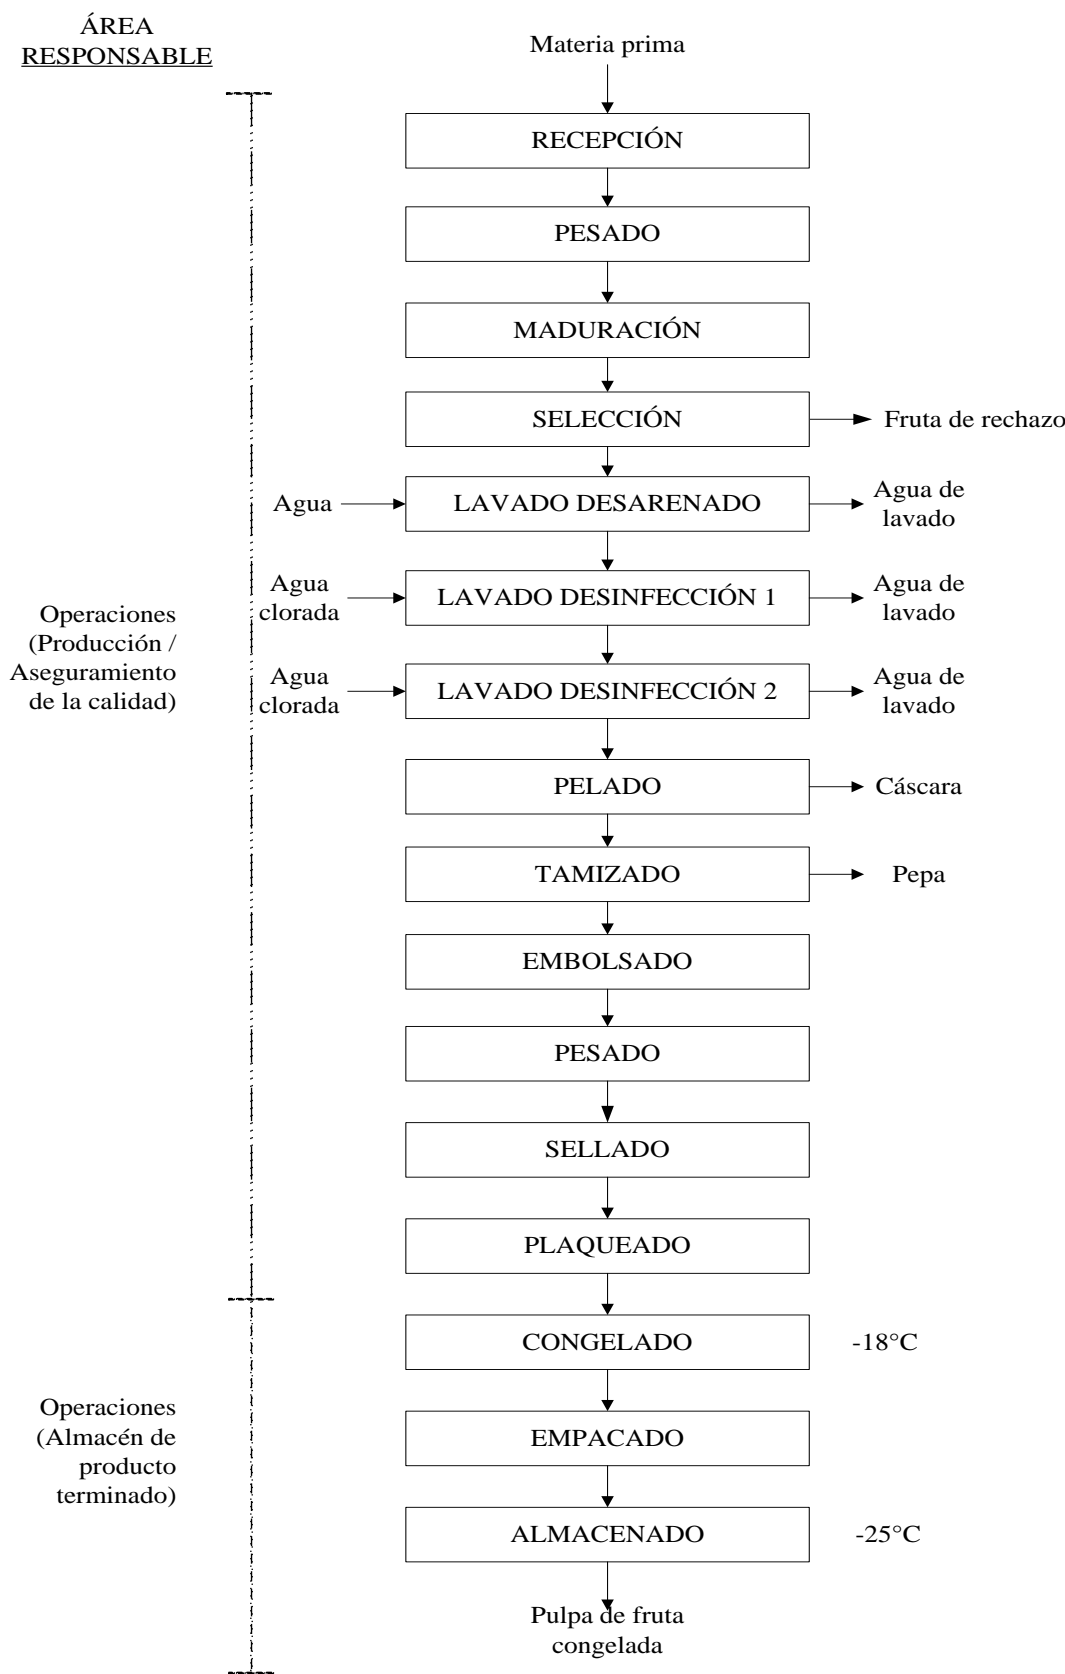 ÁREA
RESPONSABLE
Materia prima
RECEPCIÓN
PESADO
MADURACIÓN
SELECCIÓN
Fruta de rechazo
Agua
LAVADO DESARENADO
Agua de
lavado
Agua
clorada
LAVADO DESINFECCIÓN 1
Agua de
lavado
Operaciones
(Producción /
Aseguramiento
de la calidad)
Agua
clorada
LAVADO DESINFECCIÓN 2
Agua de
lavado
PELADO
Cáscara
TAMIZADO
Pepa
EMBOLSADO
PESADO
SELLADO
PLAQUEADO
CONGELADO
-18°C
Operaciones
(Almacén de
producto
terminado)
EMPACADO
ALMACENADO
-25°C
Pulpa de fruta
congelada